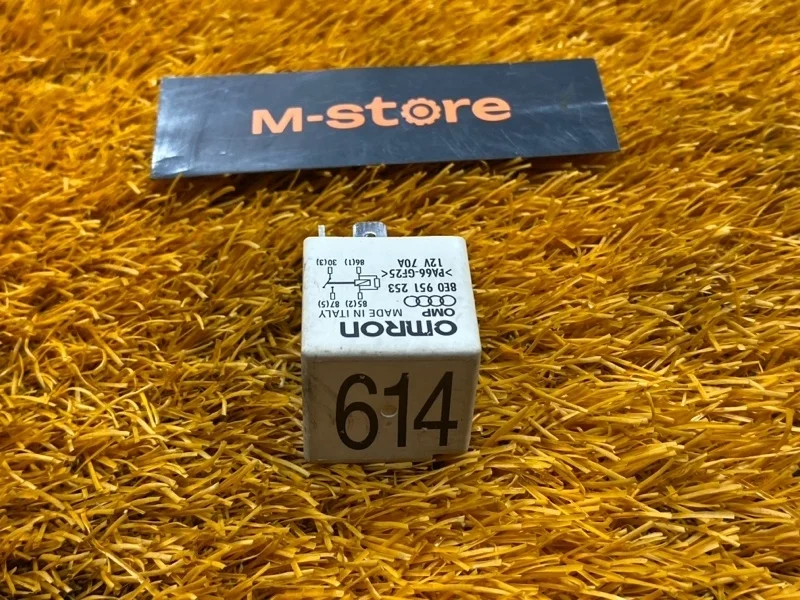 M-store
omron
OMP MADE IN ITALY
8E0 951 253
>PA66-GF25<
12V 70A
85(2) 87(5)
86(1) 30(3)
614